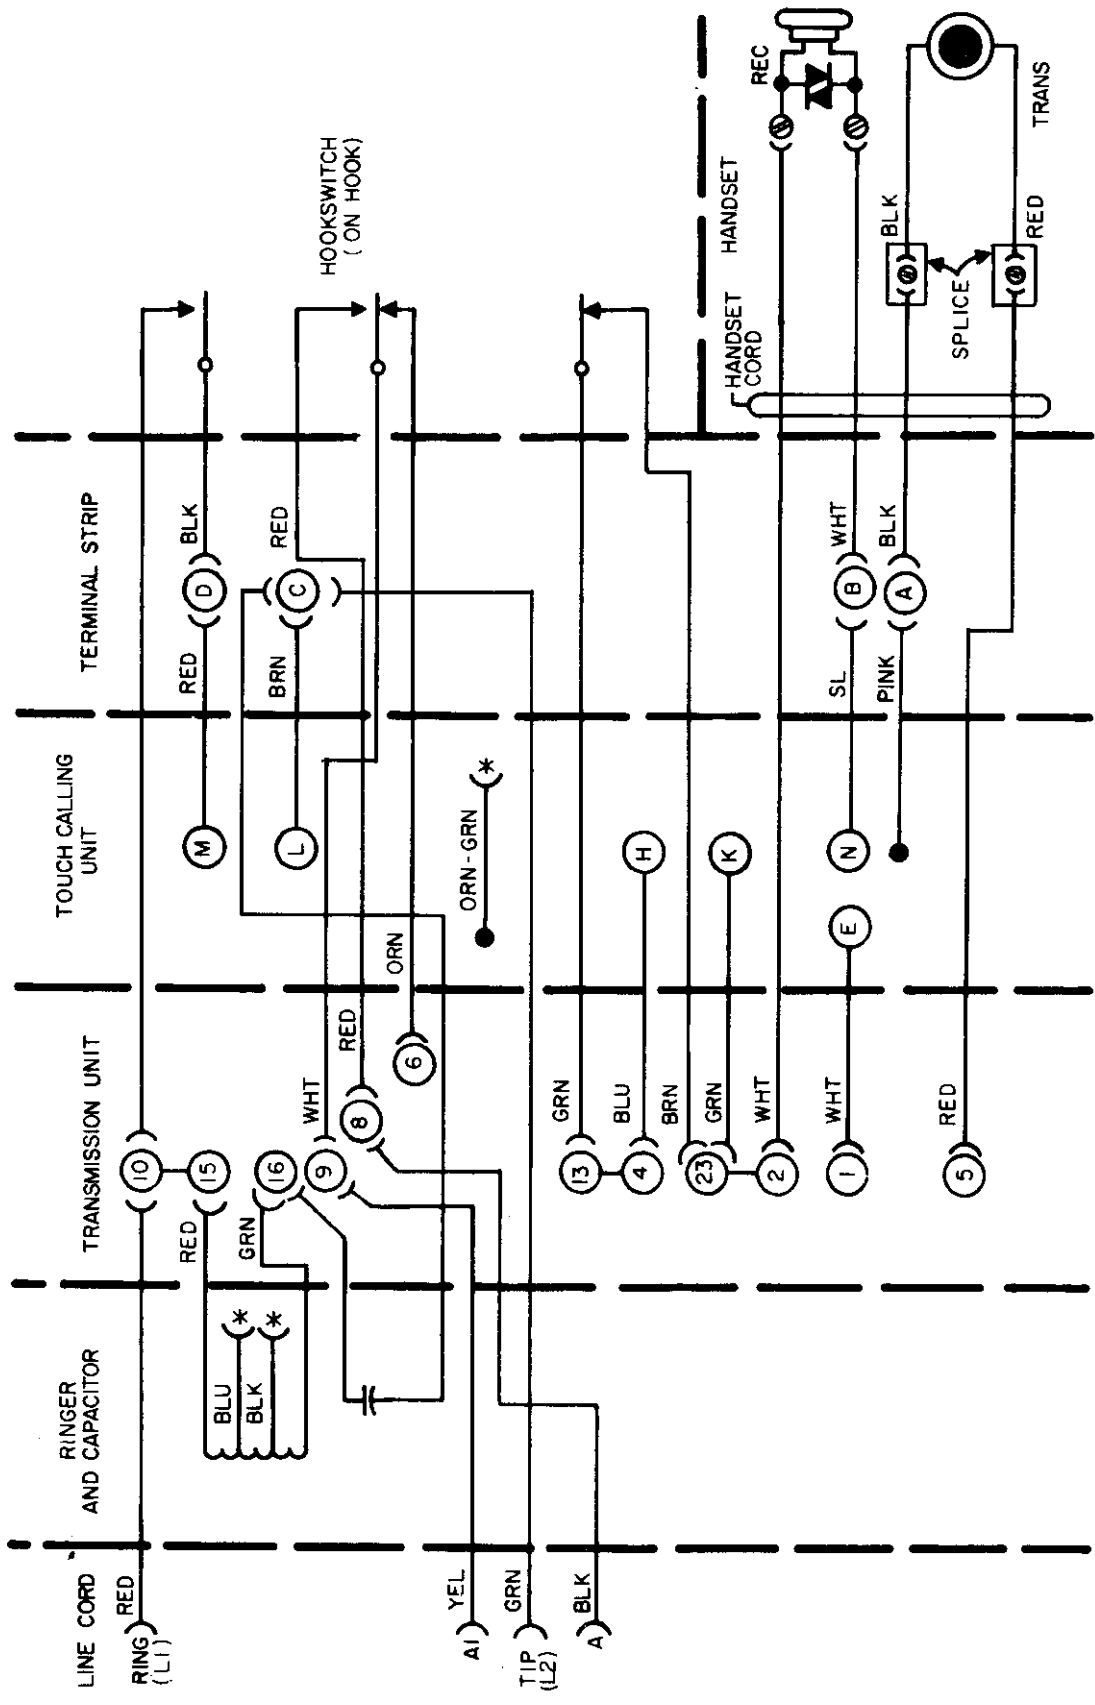 LINE CORD
RINGER
AND CAPACITOR
TRANSMISSION UNIT
TOUCH CALLING
UNIT
TERMINAL STRIP
HOOKSWITCH
(ON HOOK)
HANDSET
HANDSET
CORD
RING
(L1)
RED
10
15
RED
M
RED
D
BLK
BLU
*
BLK
*
GRN
16
L
BRN
C
RED
9
WHT
8
RED
6
ORN
A1
YEL
TIP
(L2)
GRN
A
BLK
ORN-GRN
*
13
GRN
4
BLU
H
23
BRN
GRN
K
2
WHT
REC
1
WHT
E
N
SL
B
WHT
PINK
A
BLK
BLK
SPLICE
5
RED
RED
TRANS